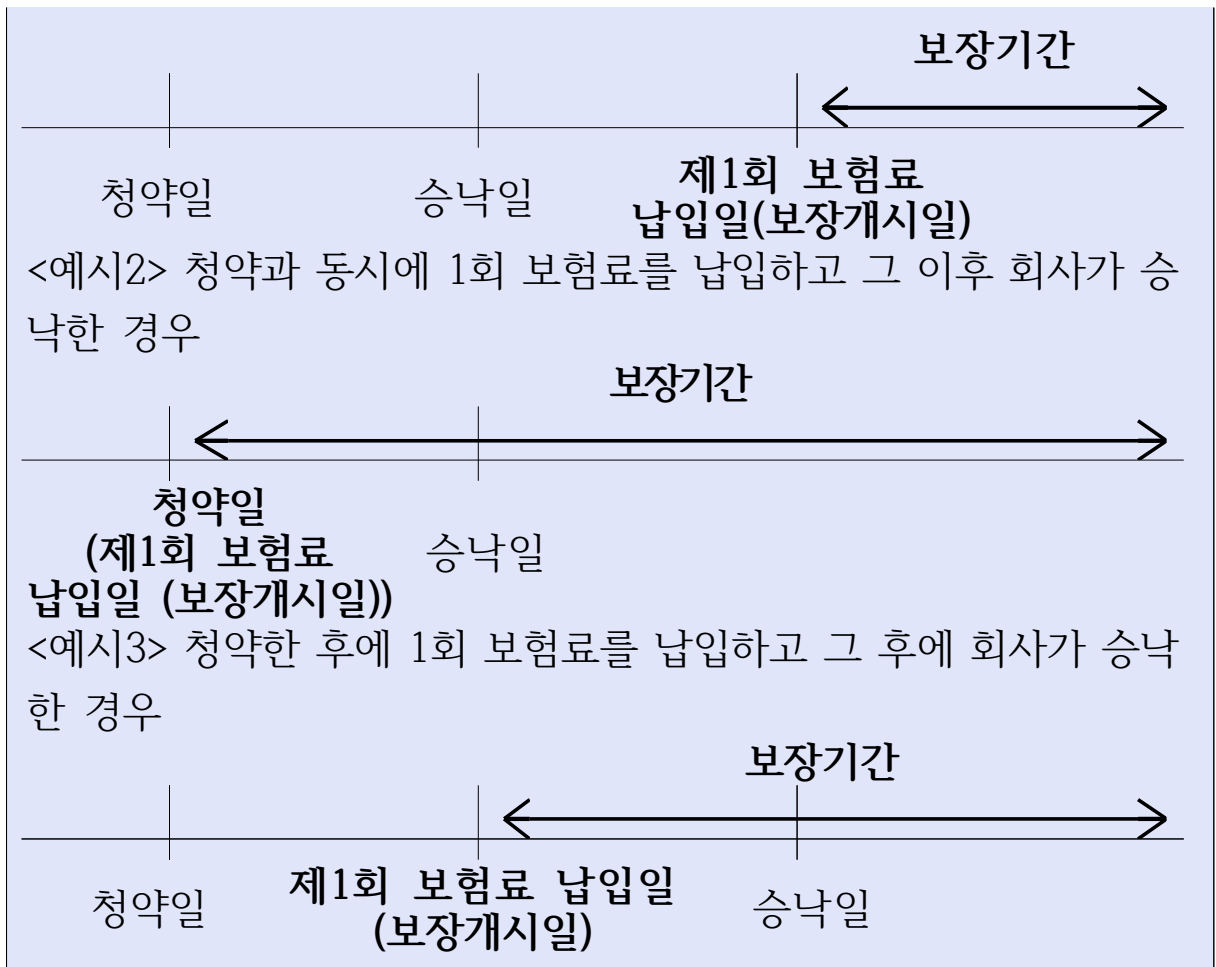 보장기간
청약일 승낙일 제1회 보험료
납입일(보장개시일)
<예시2> 청약과 동시에 1회 보험료를 납입하고 그 이후 회사가 승
낙한 경우
보장기간
청약일
(제1회 보험료 승낙일
납입일 (보장개시일))
<예시3> 청약한 후에 1회 보험료를 납입하고 그 후에 회사가 승낙
한 경우
보장기간
청약일 제1회 보험료 납입일 승낙일
(보장개시일)